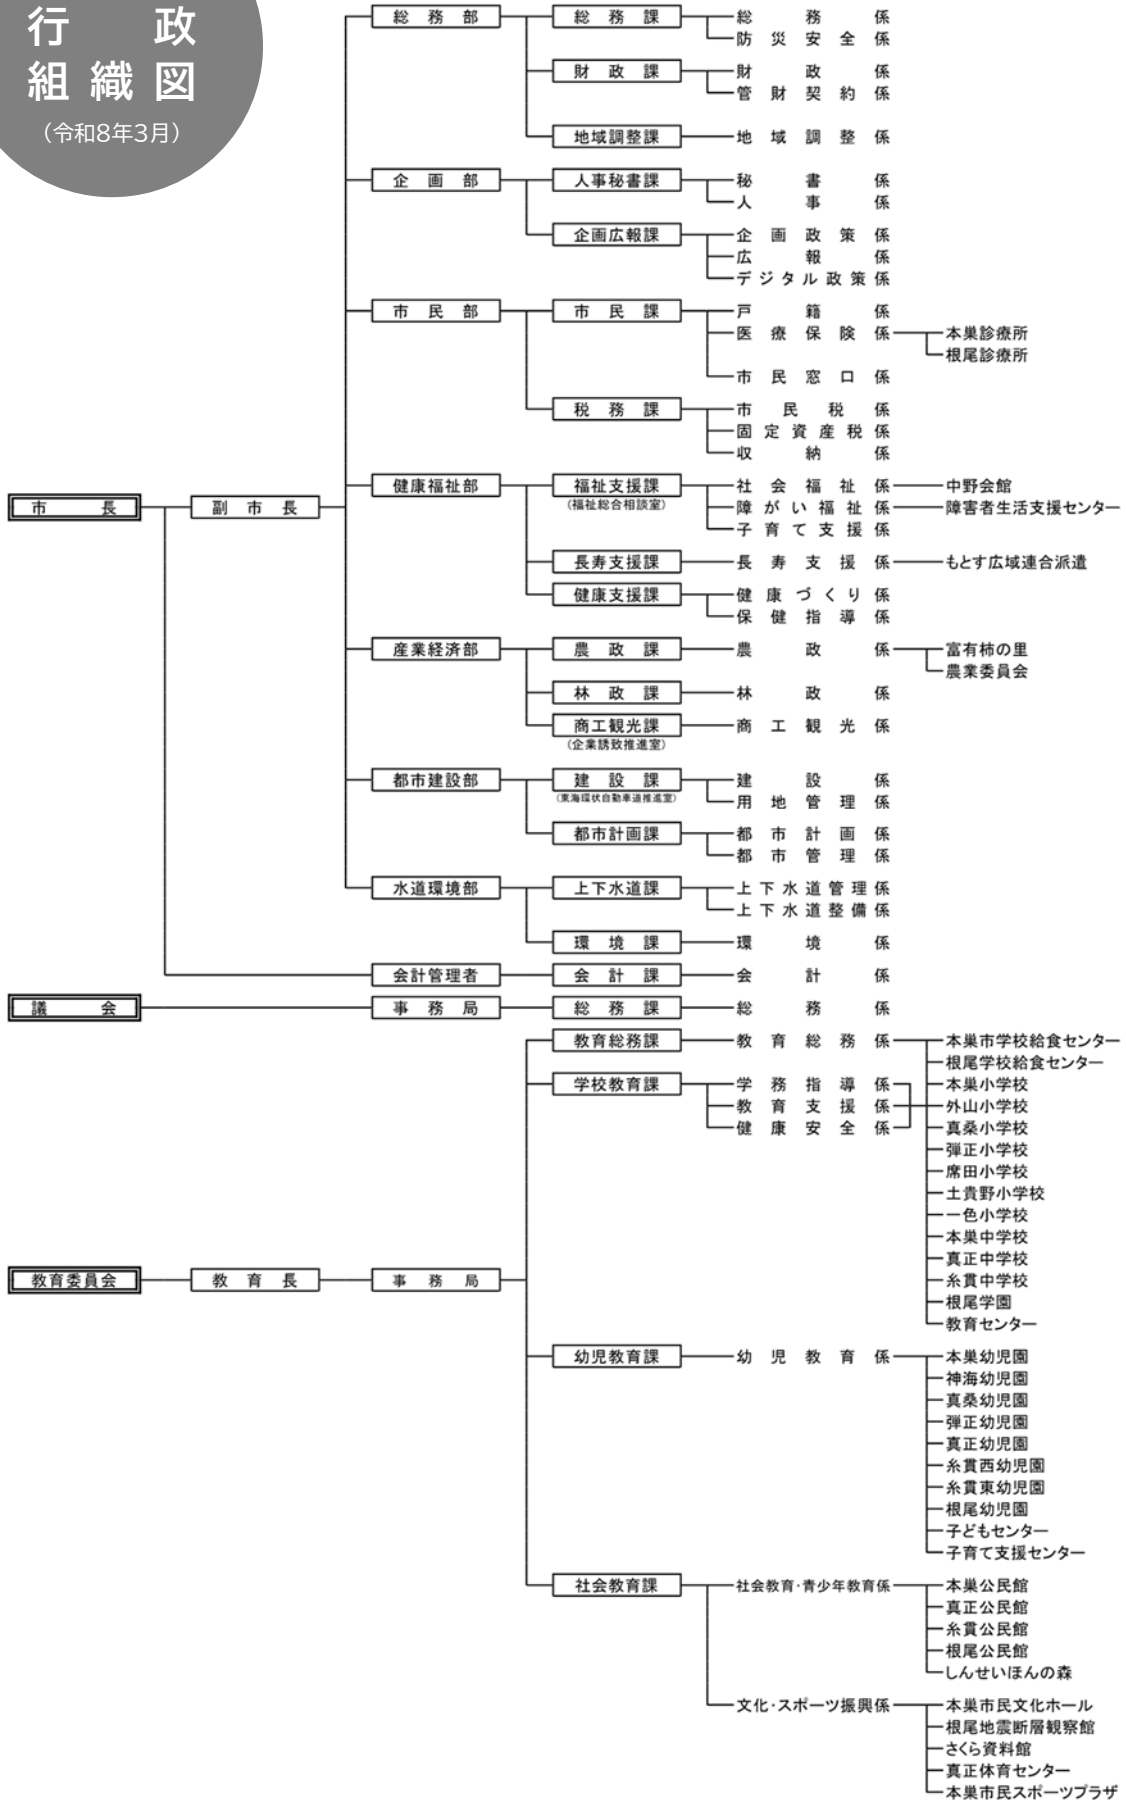 行政
組織図
（令和8年3月）
総務部 総務課 総務係
防災安全係
財政課 財政係
管財契約係
地域調整課 地域調整係
企画部 人事秘書課 秘書係
人事係
企画広報課 企画政策係
広報係
デジタル政策係
市民部 市民課 戸籍係
医療保険係 本巣診療所
根尾診療所
市民窓口係
税務課 市民税係
固定資産税係
収納係
健康福祉部 福祉支援課 社会福祉係 中野会館
(福祉総合相談室)
市長 副市長 障がい福祉係 障害者生活支援センター
子育て支援係
長寿支援課 長寿支援係 もとす広域連合派遣
健康支援課 健康づくり係
保健指導係
産業経済部 農政課 農政係 富有柿の里
農業委員会
林政課 林政係
商工観光課 商工観光係
(企業誘致推進室)
都市建設部 建設課 建設係
(東海環状自動車道推進室)
用地管理係
都市計画課 都市計画係
都市管理係
水道環境部 上下水道課 上下水道管理係
上下水道整備係
環境課 環境係
会計管理者 会計課 会計係
議会 事務局 総務課 総務係
教育総務課 教育総務係 本巣市学校給食センター
根尾学校給食センター
学校教育課 学務指導係 本巣小学校
教育支援係 外山小学校
健康安全係 真桑小学校
弾正小学校
席田小学校
土貴野小学校
一色小学校
本巣中学校
真正中学校
教育委員会 教育長 事務局 糸貫中学校
根尾学園
教育センター
幼児教育課 幼児教育係 本巣幼児園
神海幼児園
真桑幼児園
弾正幼児園
真正幼児園
糸貫西幼児園
糸貫東幼児園
根尾幼児園
子どもセンター
子育て支援センター
社会教育課 社会教育・青少年教育係 本巣公民館
真正公民館
糸貫公民館
根尾公民館
しんせいほんの森
文化・スポーツ振興係 本巣市民文化ホール
根尾地震断層観察館
さくら資料館
真正体育センター
本巣市民スポーツプラザ